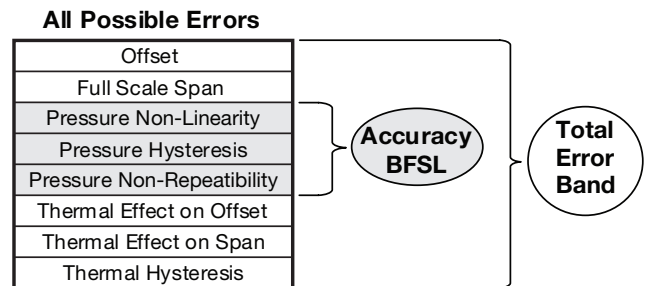 All Possible Errors
Offset
Full Scale Span
Pressure Non-Linearity
Pressure Hysteresis
Pressure Non-Repeatibility
Thermal Effect on Offset
Thermal Effect on Span
Thermal Hysteresis
Accuracy
BFSL
Total
Error
Band